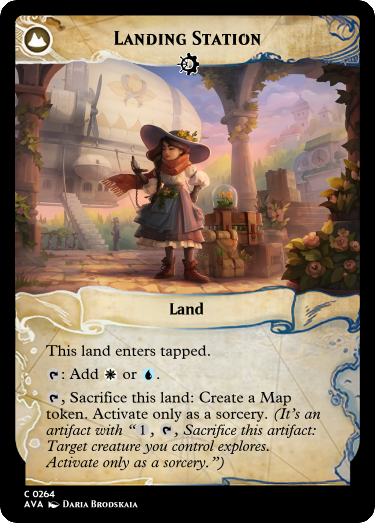 Landing Station
Land
This land enters tapped.
: Add or .
, Sacrifice this land: Create a Map
token. Activate only as a sorcery. (It's an
artifact with “1, , Sacrifice this artifact:
Target creature you control explores.
Activate only as a sorcery.”)
C 0264
AVA Daria Brodskaia